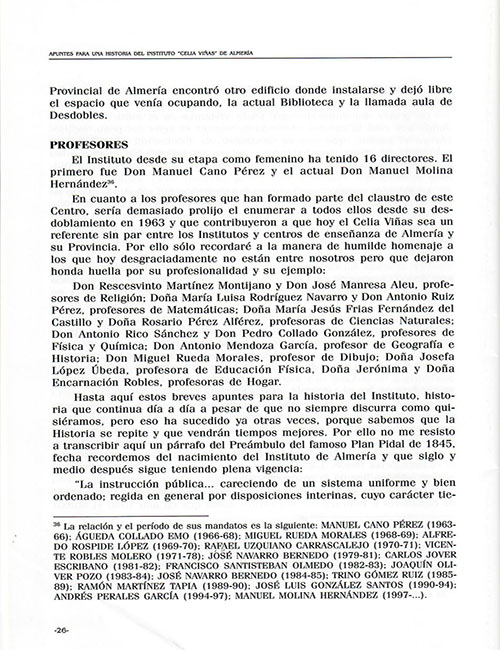 APUNTES PARA UNA HISTORIA DEL INSTITUTO "CELIA VIÑAS" DE ALMERÍA
Provincial de Almería encontró otro edificio donde instalarse y dejó libre
el espacio que venía ocupando, la actual Biblioteca y la llamada aula de
Desdobles.
PROFESORES
El Instituto desde su etapa como femenino ha tenido 16 directores. El
primero fue Don Manuel Cano Pérez y el actual Don Manuel Molina
Hernández³⁶.
En cuanto a los profesores que han formado parte del claustro de este
Centro, sería demasiado prolijo el enumerar a todos ellos desde su des-
doblamiento en 1963 y que contribuyeron a que hoy el Celia Viñas sea un
referente sin par entre los Institutos y centros de enseñanza de Almería y
su Provincia. Por ello sólo recordaré a la manera de humilde homenaje a
los que hoy desgraciadamente no están entre nosotros pero que dejaron
honda huella por su profesionalidad y su ejemplo:
Don Rescesvinto Martínez Montijano y Don José Manresa Aleu, profe-
sores de Religión; Doña María Luisa Rodríguez Navarro y Don Antonio Ruiz
Pérez, profesores de Matemáticas; Doña María Jesús Frias Fernández del
Castillo y Doña Rosario Pérez Alférez, profesoras de Ciencias Naturales;
Don Antonio Rico Sánchez y Don Pedro Collado González, profesores de
Física y Química; Don Antonio Mendoza García, profesor de Geografía e
Historia; Don Miguel Rueda Morales, profesor de Dibujo; Doña Josefa
López Úbeda, profesora de Educación Física, Doña Jerónima y Doña
Encarnación Robles, profesoras de Hogar.
Hasta aquí estos breves apuntes para la historia del Instituto, histo-
ria que continua día a día a pesar de que no siempre discurra como qui-
siéramos, pero eso ha sucedido ya otras veces, porque sabemos que la
Historia se repite y que vendrán tiempos mejores. Por ello no me resisto
a transcribir aquí un párrafo del Preámbulo del famoso Plan Pidal de 1845,
fecha recordemos del nacimiento del Instituto de Almería y que siglo y
medio después sigue teniendo plena vigencia:
"La instrucción pública... careciendo de un sistema uniforme y bien
ordenado; regida en general por disposiciones interinas, cuyo carácter tie-
³⁶ La relación y el período de sus mandatos es la siguiente: MANUEL CANO PÉREZ (1963-
66); ÁGUEDA COLLADO EMO (1966-68); MIGUEL RUEDA MORALES (1968-69); ALFRE-
DO ROSPIDE LÓPEZ (1969-70); RAFAEL UZQUIANO CARRASCALEJO (1970-71); VICEN-
TE ROBLES MOLERO (1971-78); JOSÉ NAVARRO BERNEDO (1979-81); CARLOS JOVER
ESCRIBANO (1981-82); FRANCISCO SANTISTEBAN OLMEDO (1982-83); JOAQUÍN OLI-
VER POZO (1983-84); JOSÉ NAVARRO BERNEDO (1984-85); TRINO GÓMEZ RUIZ (1985-
89); RAMÓN MARTÍNEZ TAPIA (1989-90); JOSÉ LUIS GONZÁLEZ SANTOS (1990-94);
ANDRÉS PERALES GARCÍA (1994-97); MANUEL MOLINA HERNÁNDEZ (1997-...).
-26-